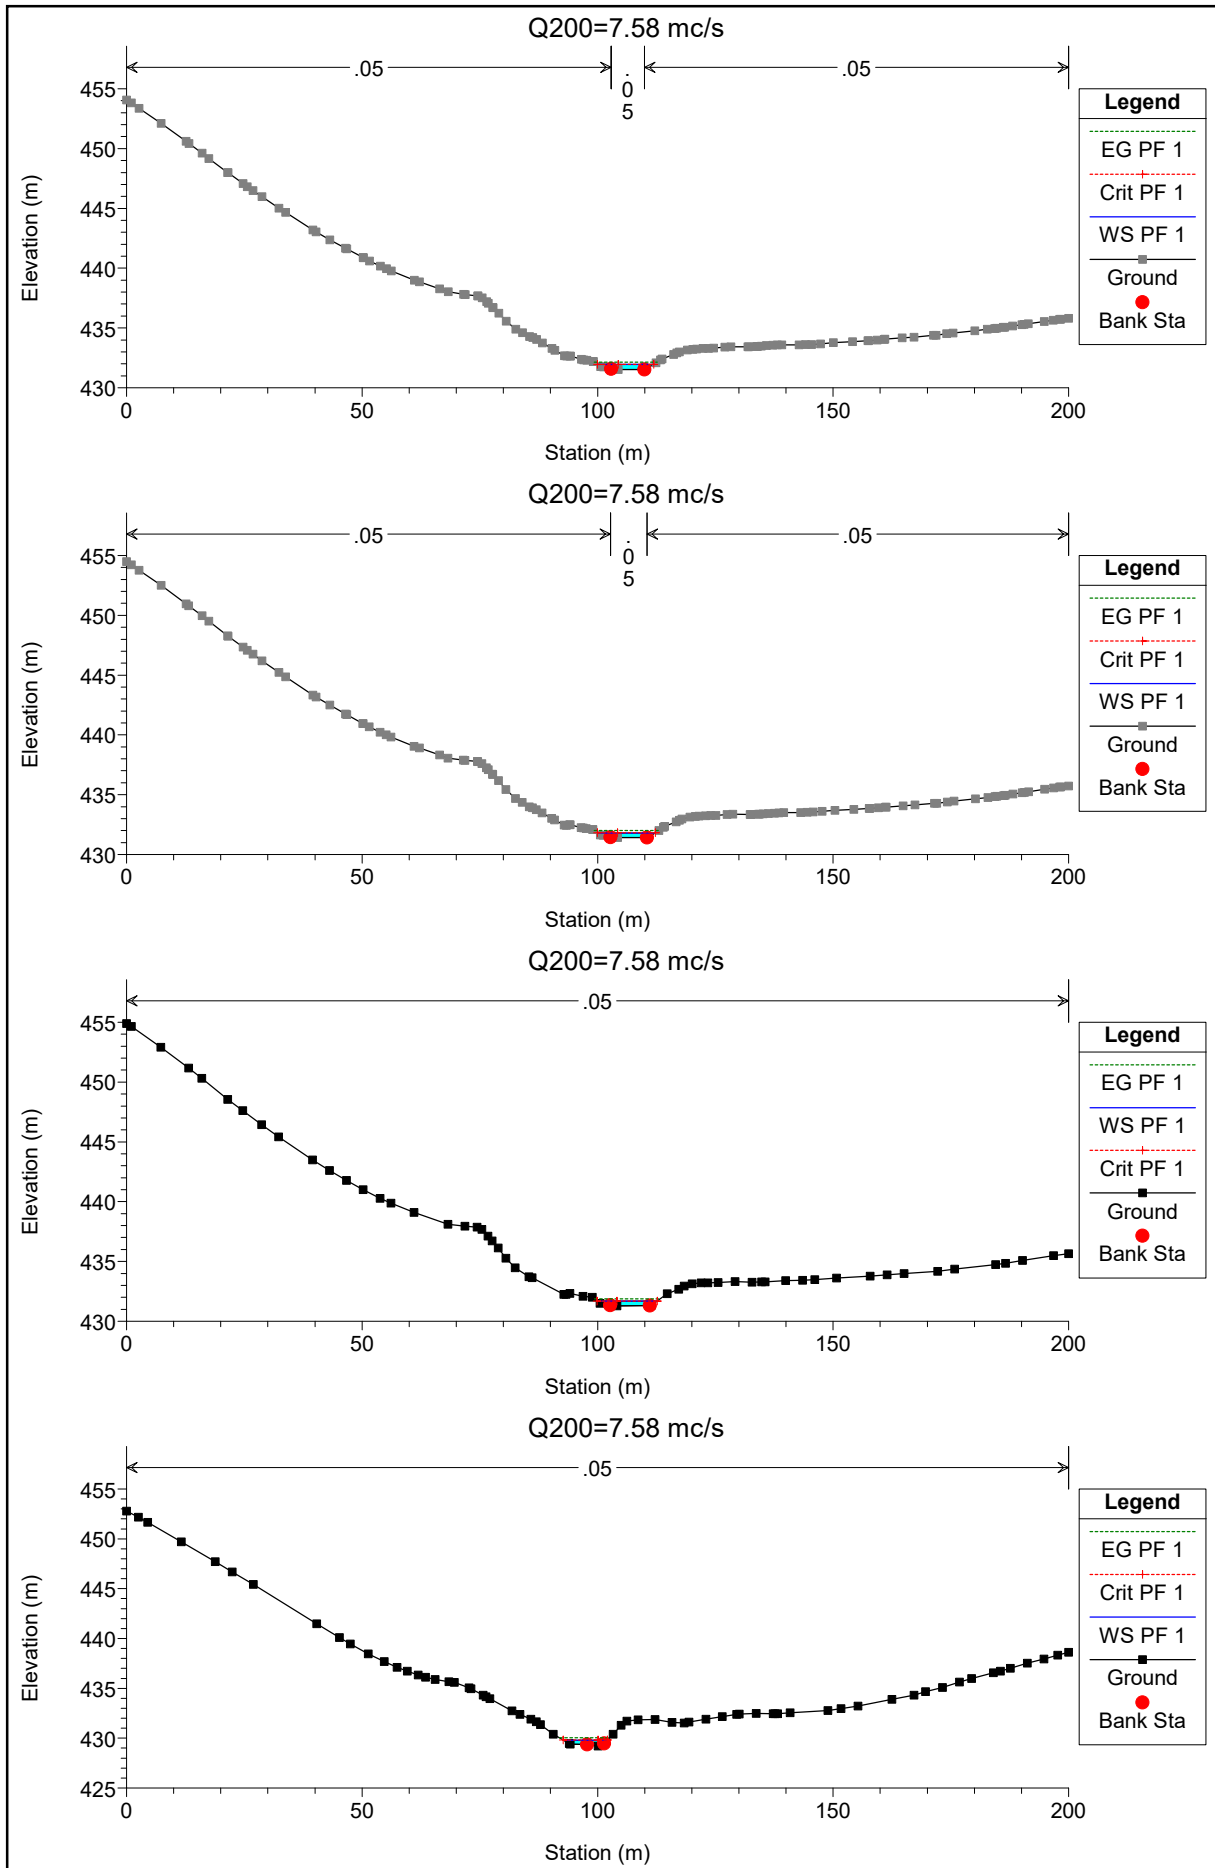 Q200=7.58 mc/s
.05
.05
.05
Elevation (m)
455
450
445
440
435
430
0
50
100
150
200
Station (m)
Legend
EG PF 1
Crit PF 1
WS PF 1
Ground
Bank Sta
Q200=7.58 mc/s
.05
.05
.05
Elevation (m)
455
450
445
440
435
430
0
50
100
150
200
Station (m)
Legend
EG PF 1
Crit PF 1
WS PF 1
Ground
Bank Sta
Q200=7.58 mc/s
.05
Elevation (m)
455
450
445
440
435
430
0
50
100
150
200
Station (m)
Legend
EG PF 1
WS PF 1
Crit PF 1
Ground
Bank Sta
Q200=7.58 mc/s
.05
Elevation (m)
455
450
445
440
435
430
425
0
50
100
150
200
Station (m)
Legend
EG PF 1
Crit PF 1
WS PF 1
Ground
Bank Sta